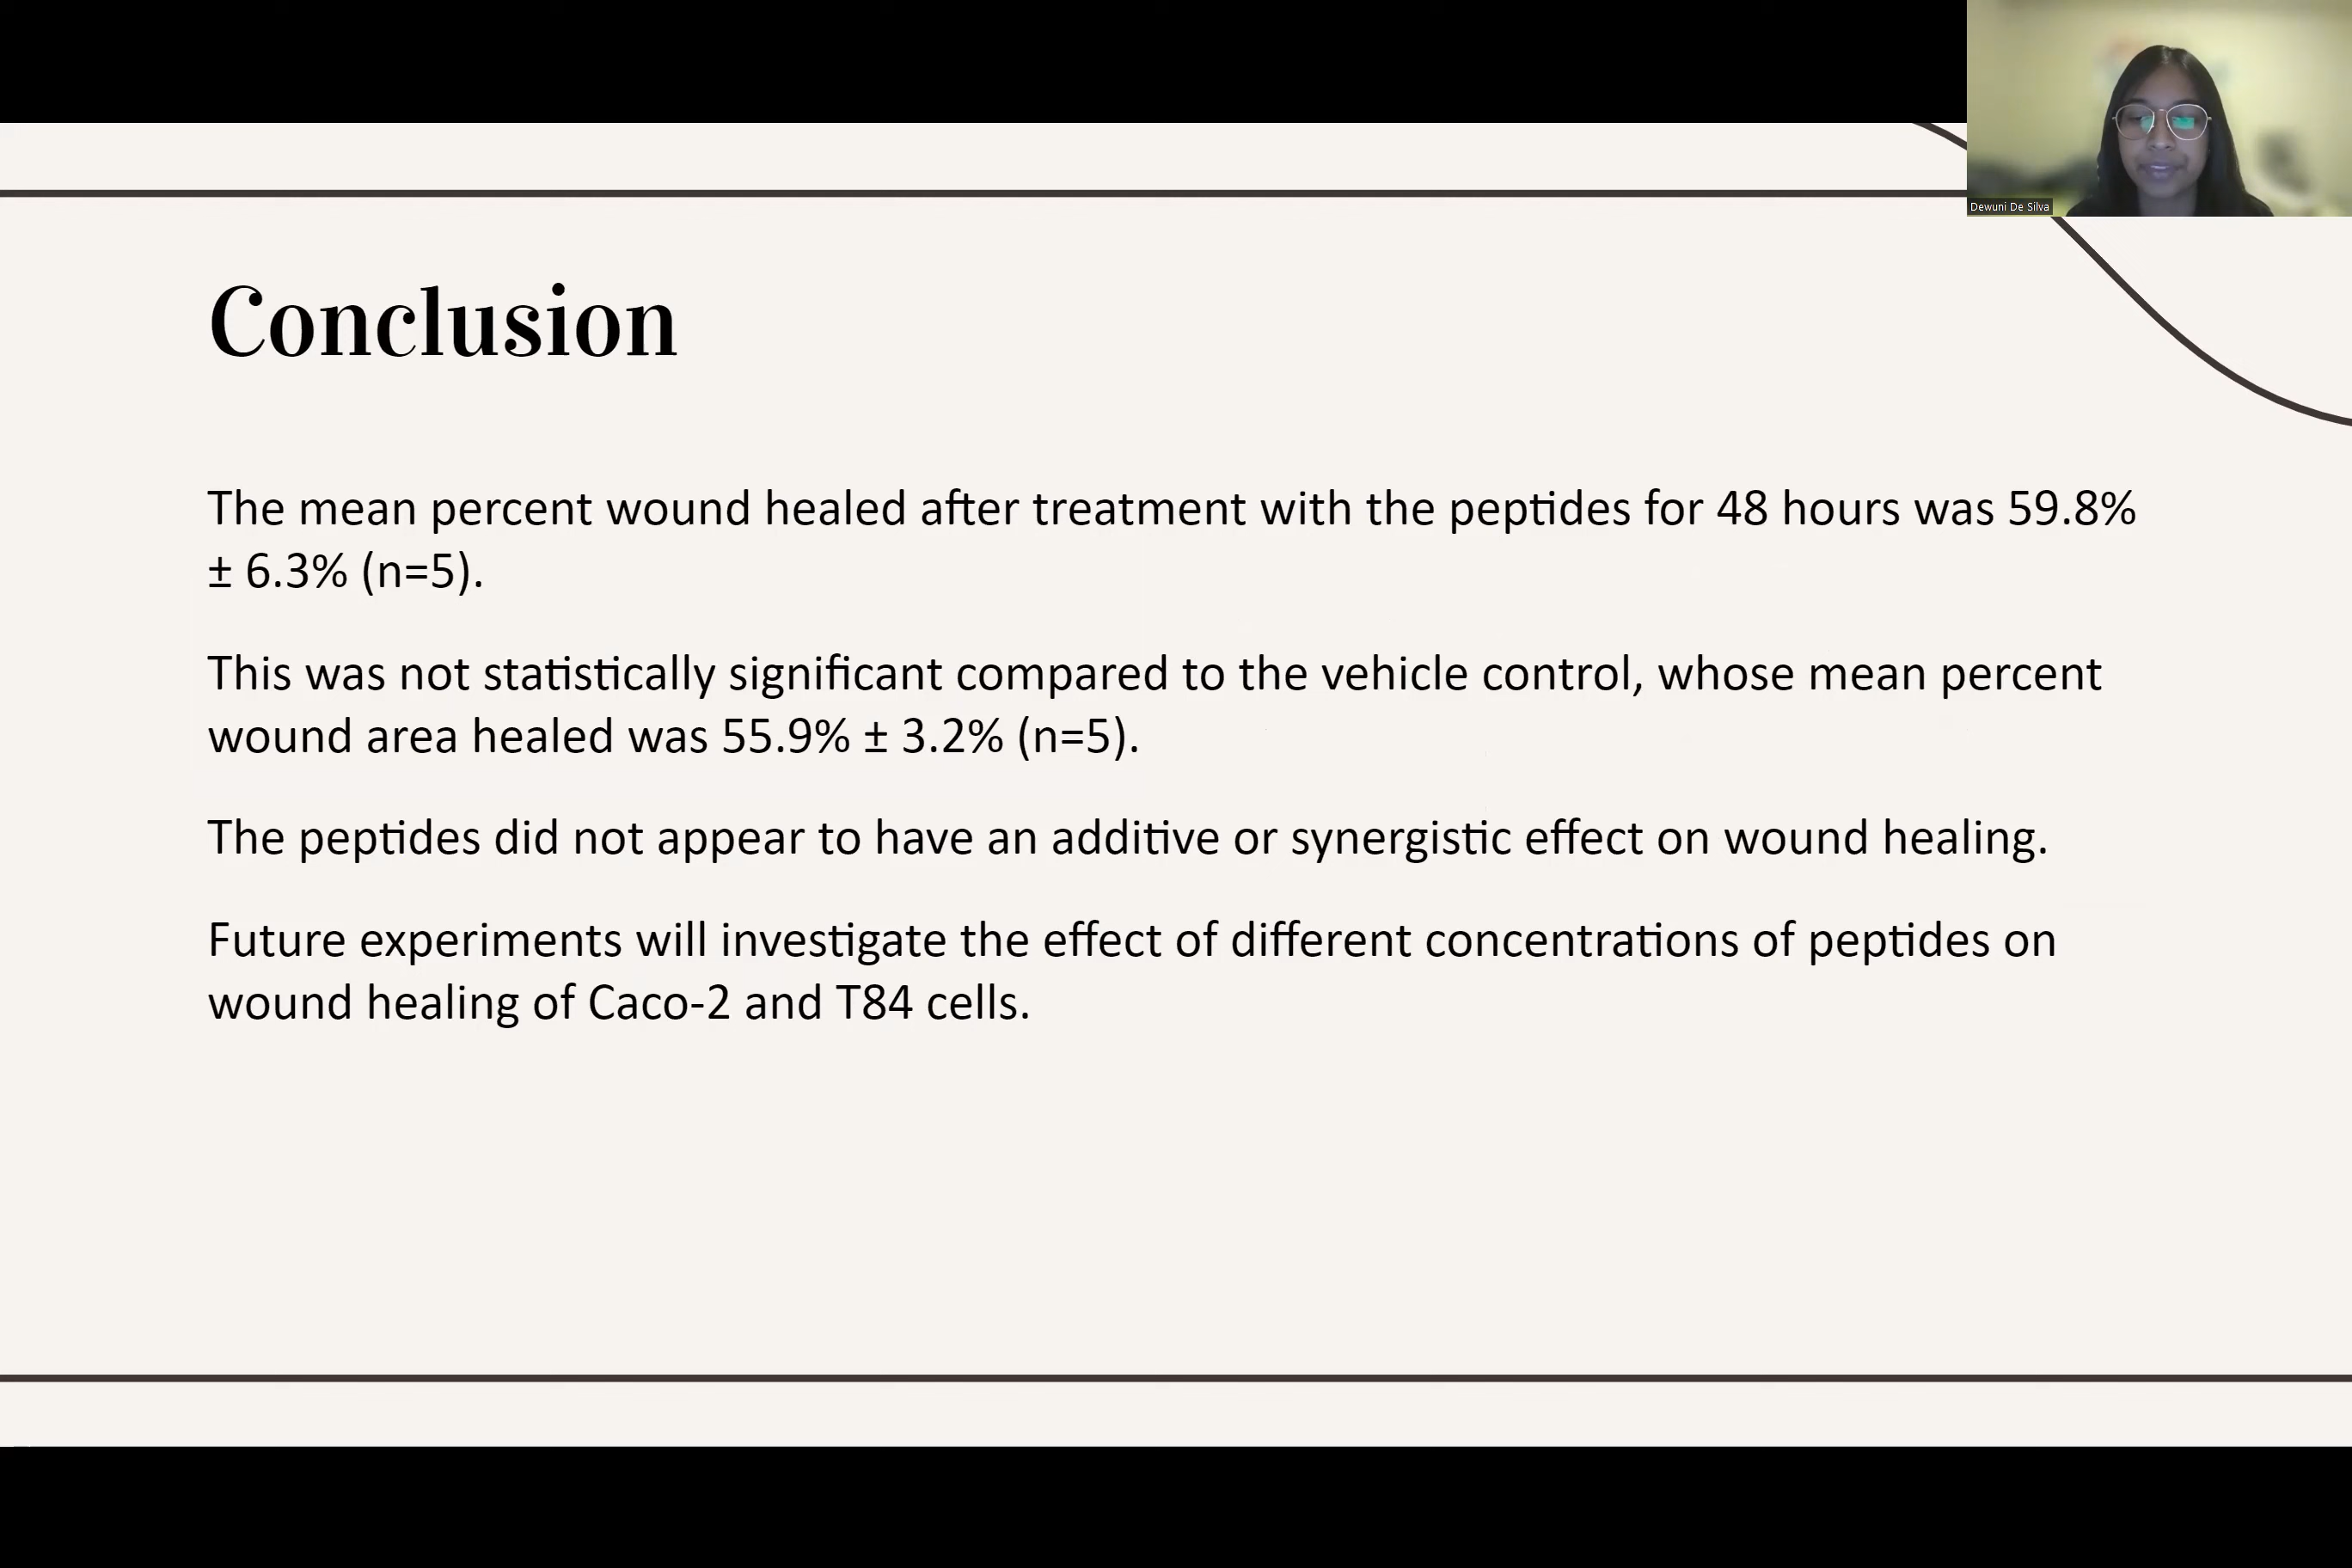 Dewuni De Silva
Conclusion
The mean percent wound healed after treatment with the peptides for 48 hours was 59.8%
± 6.3% (n=5).
This was not statistically significant compared to the vehicle control, whose mean percent
wound area healed was 55.9% ± 3.2% (n=5).
The peptides did not appear to have an additive or synergistic effect on wound healing.
Future experiments will investigate the effect of different concentrations of peptides on
wound healing of Caco-2 and T84 cells.